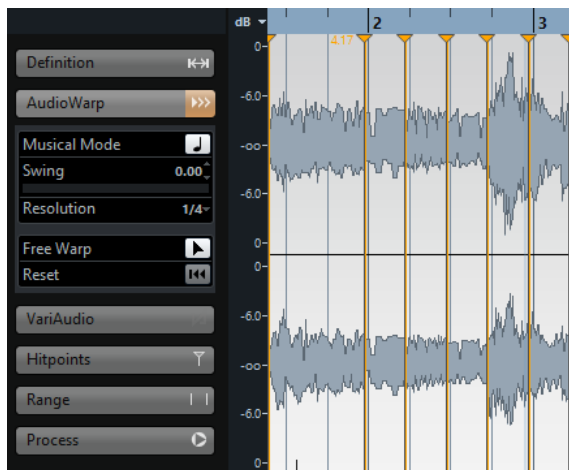 dB
2
3
Definition
4.17
0-
AudioWarp
-6.0-
Musical Mode
-oo-
Swing 0.00
-6.0-
Resolution 1/4
Free Warp
0-
Reset
0-
VariAudio
-6.0-
Hitpoints
-oo-
Range
-6.0-
Process
0-